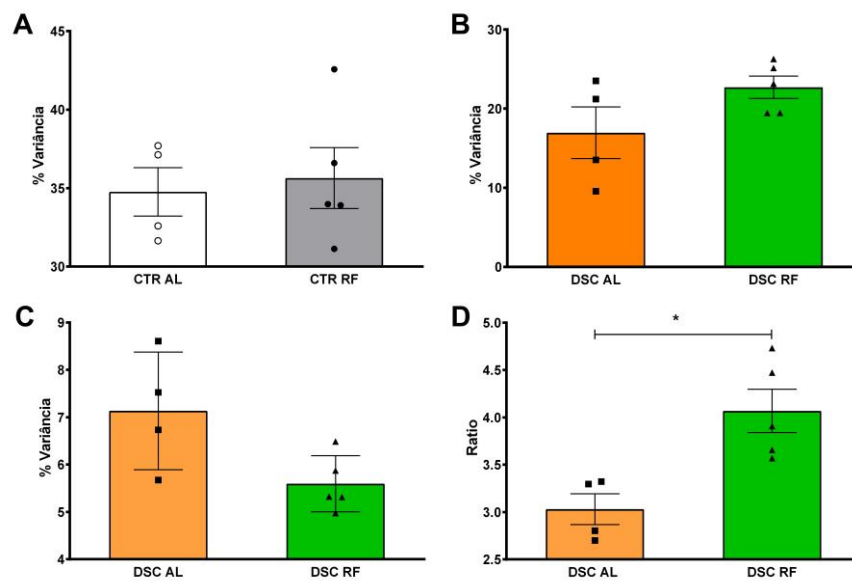 A
% Variância
45
40
35
30
CTR AL
CTR RF
B
% Variância
30
20
10
0
DSC AL
DSC RF
C
% Variância
9
8
7
6
5
4
DSC AL
DSC RF
D
Ratio
5.0
4.5
4.0
3.5
3.0
2.5
*
DSC AL
DSC RF